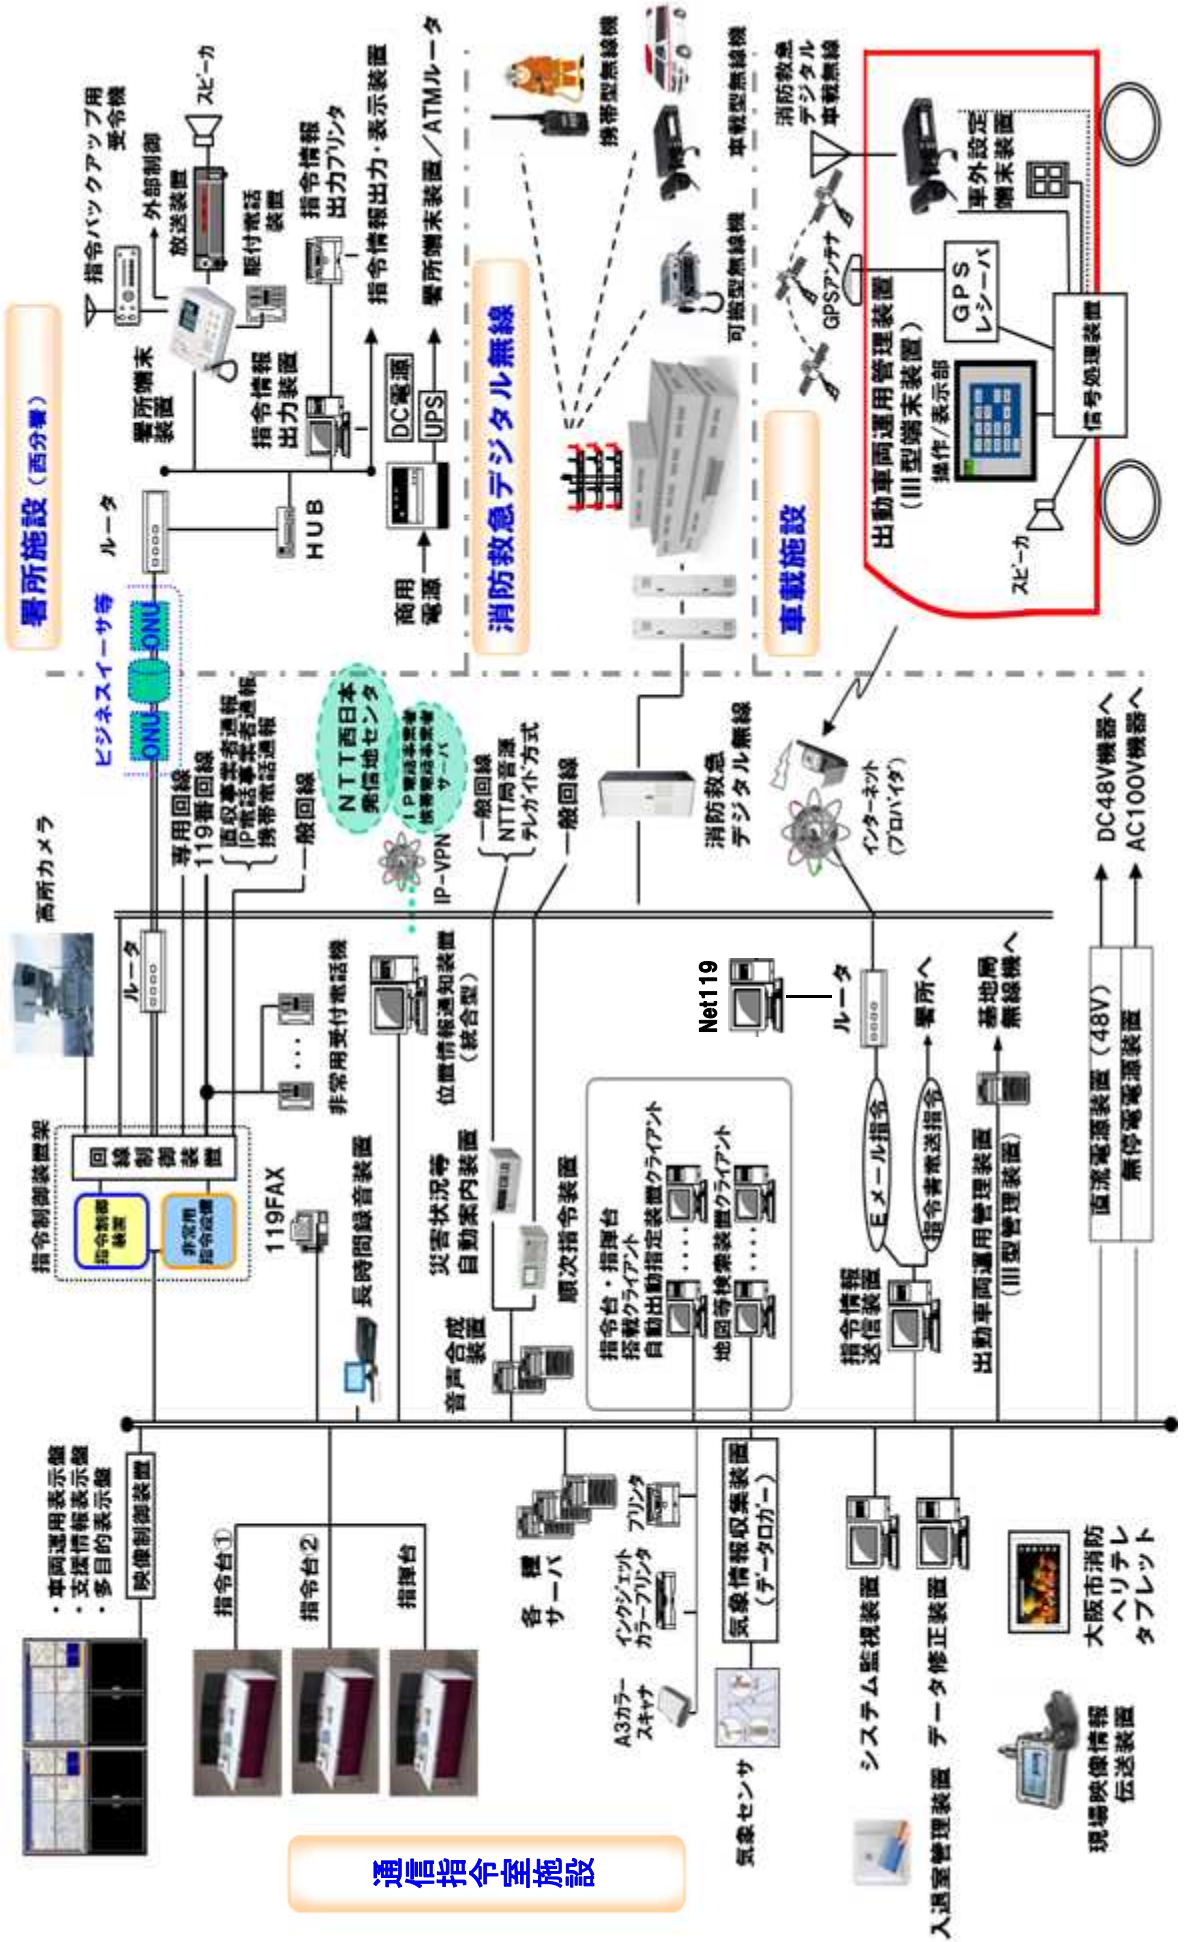 通信指令室施設
・車両運用表示盤
・支援情報表示盤
・多目的表示盤
映像制御装置
指令台①
指令台②
指揮台
各種
サーバ
プリンタ
インクジェット
カラープリンタ
A3カラー
スキャナ
気象情報収集装置
(データロガー)
気象センサ
システム監視装置
データ修正装置
入退室管理装置
大阪市消防
ヘリテレ
タブレット
現場映像情報
伝送装置
指令制御装置架
指令制御
装置
非常用
指令設備
回線制御装置
高所カメラ
ルータ
専用回線
119番回線
直収事業者通報
IP電話事業者通報
携帯電話通報
一般回線
119FAX
非常用受付電話機
長時間録音装置
位置情報通知装置
(統合型)
IP-VPN
NTT西日本
発信地センタ
IP電話事業者
携帯電話事業者
サーバ
音声合成
装置
災害状況等
自動案内装置
順次指令装置
一般回線
NTT局音源
テレガイド方式
一般回線
指令台・指揮台
搭載クライアント
自動出動指定装置クライアント
地図等検索装置クライアント
Net119
ルータ
消防救急
デジタル無線
インターネット
(プロバイダ)
指令情報
送信装置
Eメール指令
指令書電送指令
署所へ
出動車両運用管理装置
(III型管理装置)
基地局
無線機へ
直流電源装置(48V)
無停電電源装置
DC48V機器へ
AC100V機器へ
ビジネスイーサ等
ONU
ONU
署所施設(西分署)
ルータ
HUB
署所端末
装置
指令バックアップ用
受令機
外部制御
放送装置
スピーカ
駆付電話
装置
指令情報
出力装置
指令情報
出力プリンタ
指令情報出力・表示装置
商用
電源
DC電源
UPS
署所端末装置/ATMルータ
消防救急デジタル無線
携帯型無線機
車載型無線機
可搬型無線機
車載施設
消防救急
デジタル
車載無線
GPSアンテナ
出動車両運用管理装置
(III型端末装置)
操作/表示部
GPS
レシーバ
車外設定
端末装置
信号処理装置
スピーカ